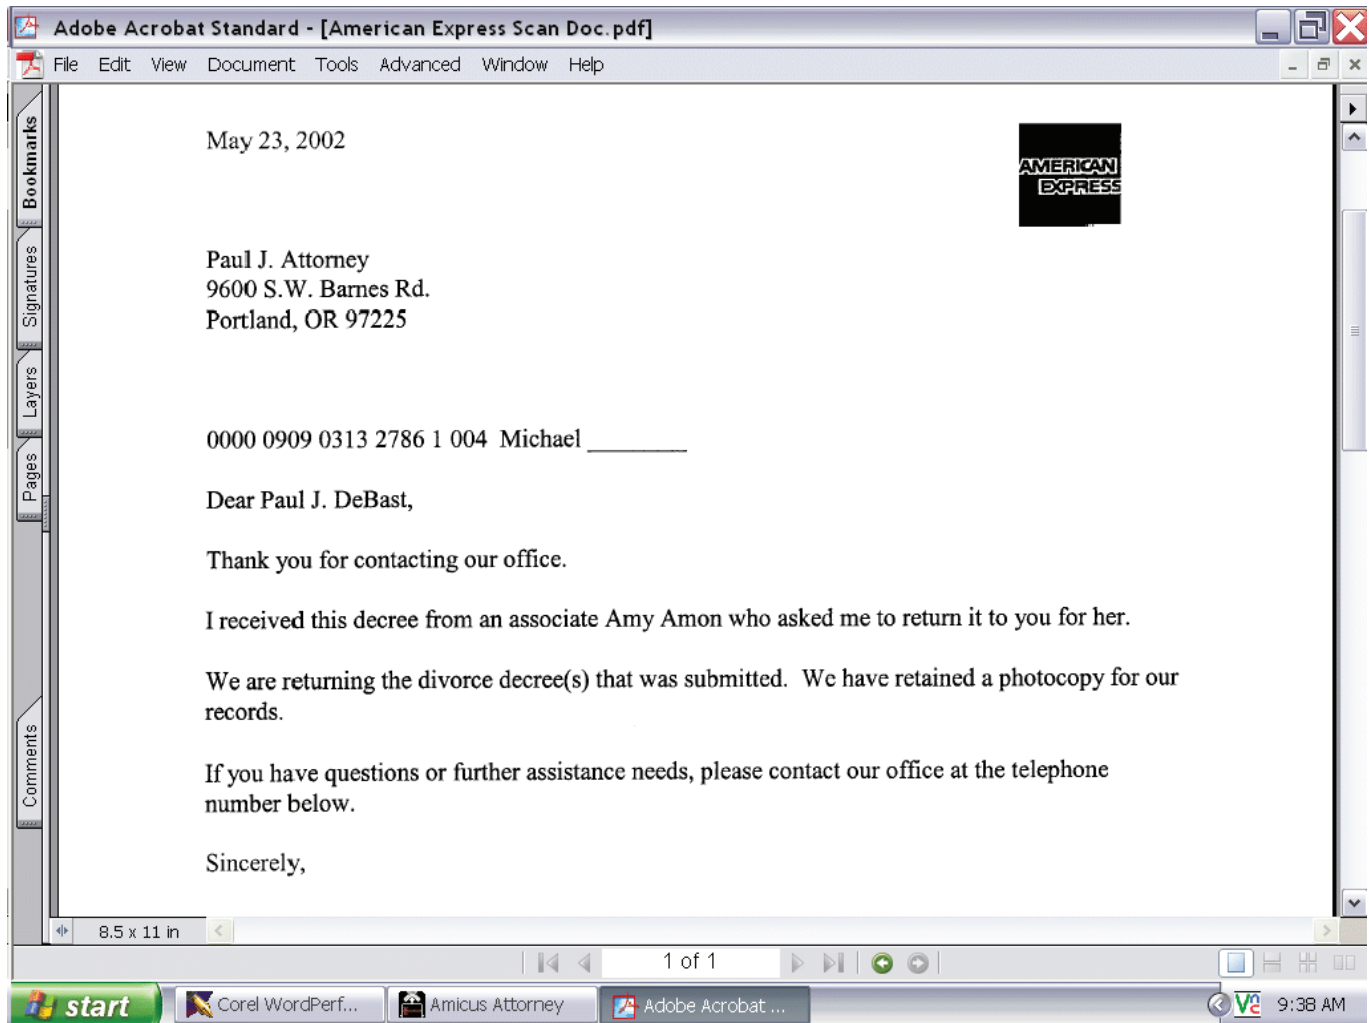 Adobe Acrobat Standard - [American Express Scan Doc.pdf]
File Edit View Document Tools Advanced Window Help
Bookmarks
Signatures
Layers
Pages
Comments
May 23, 2002
AMERICAN
EXPRESS
Paul J. Attorney
9600 S.W. Barnes Rd.
Portland, OR 97225
0000 0909 0313 2786 1 004 Michael ________
Dear Paul J. DeBast,
Thank you for contacting our office.
I received this decree from an associate Amy Amon who asked me to return it to you for her.
We are returning the divorce decree(s) that was submitted. We have retained a photocopy for our
records.
If you have questions or further assistance needs, please contact our office at the telephone
number below.
Sincerely,
8.5 x 11 in
1 of 1
start Corel WordPerf... Amicus Attorney Adobe Acrobat ... 9:38 AM